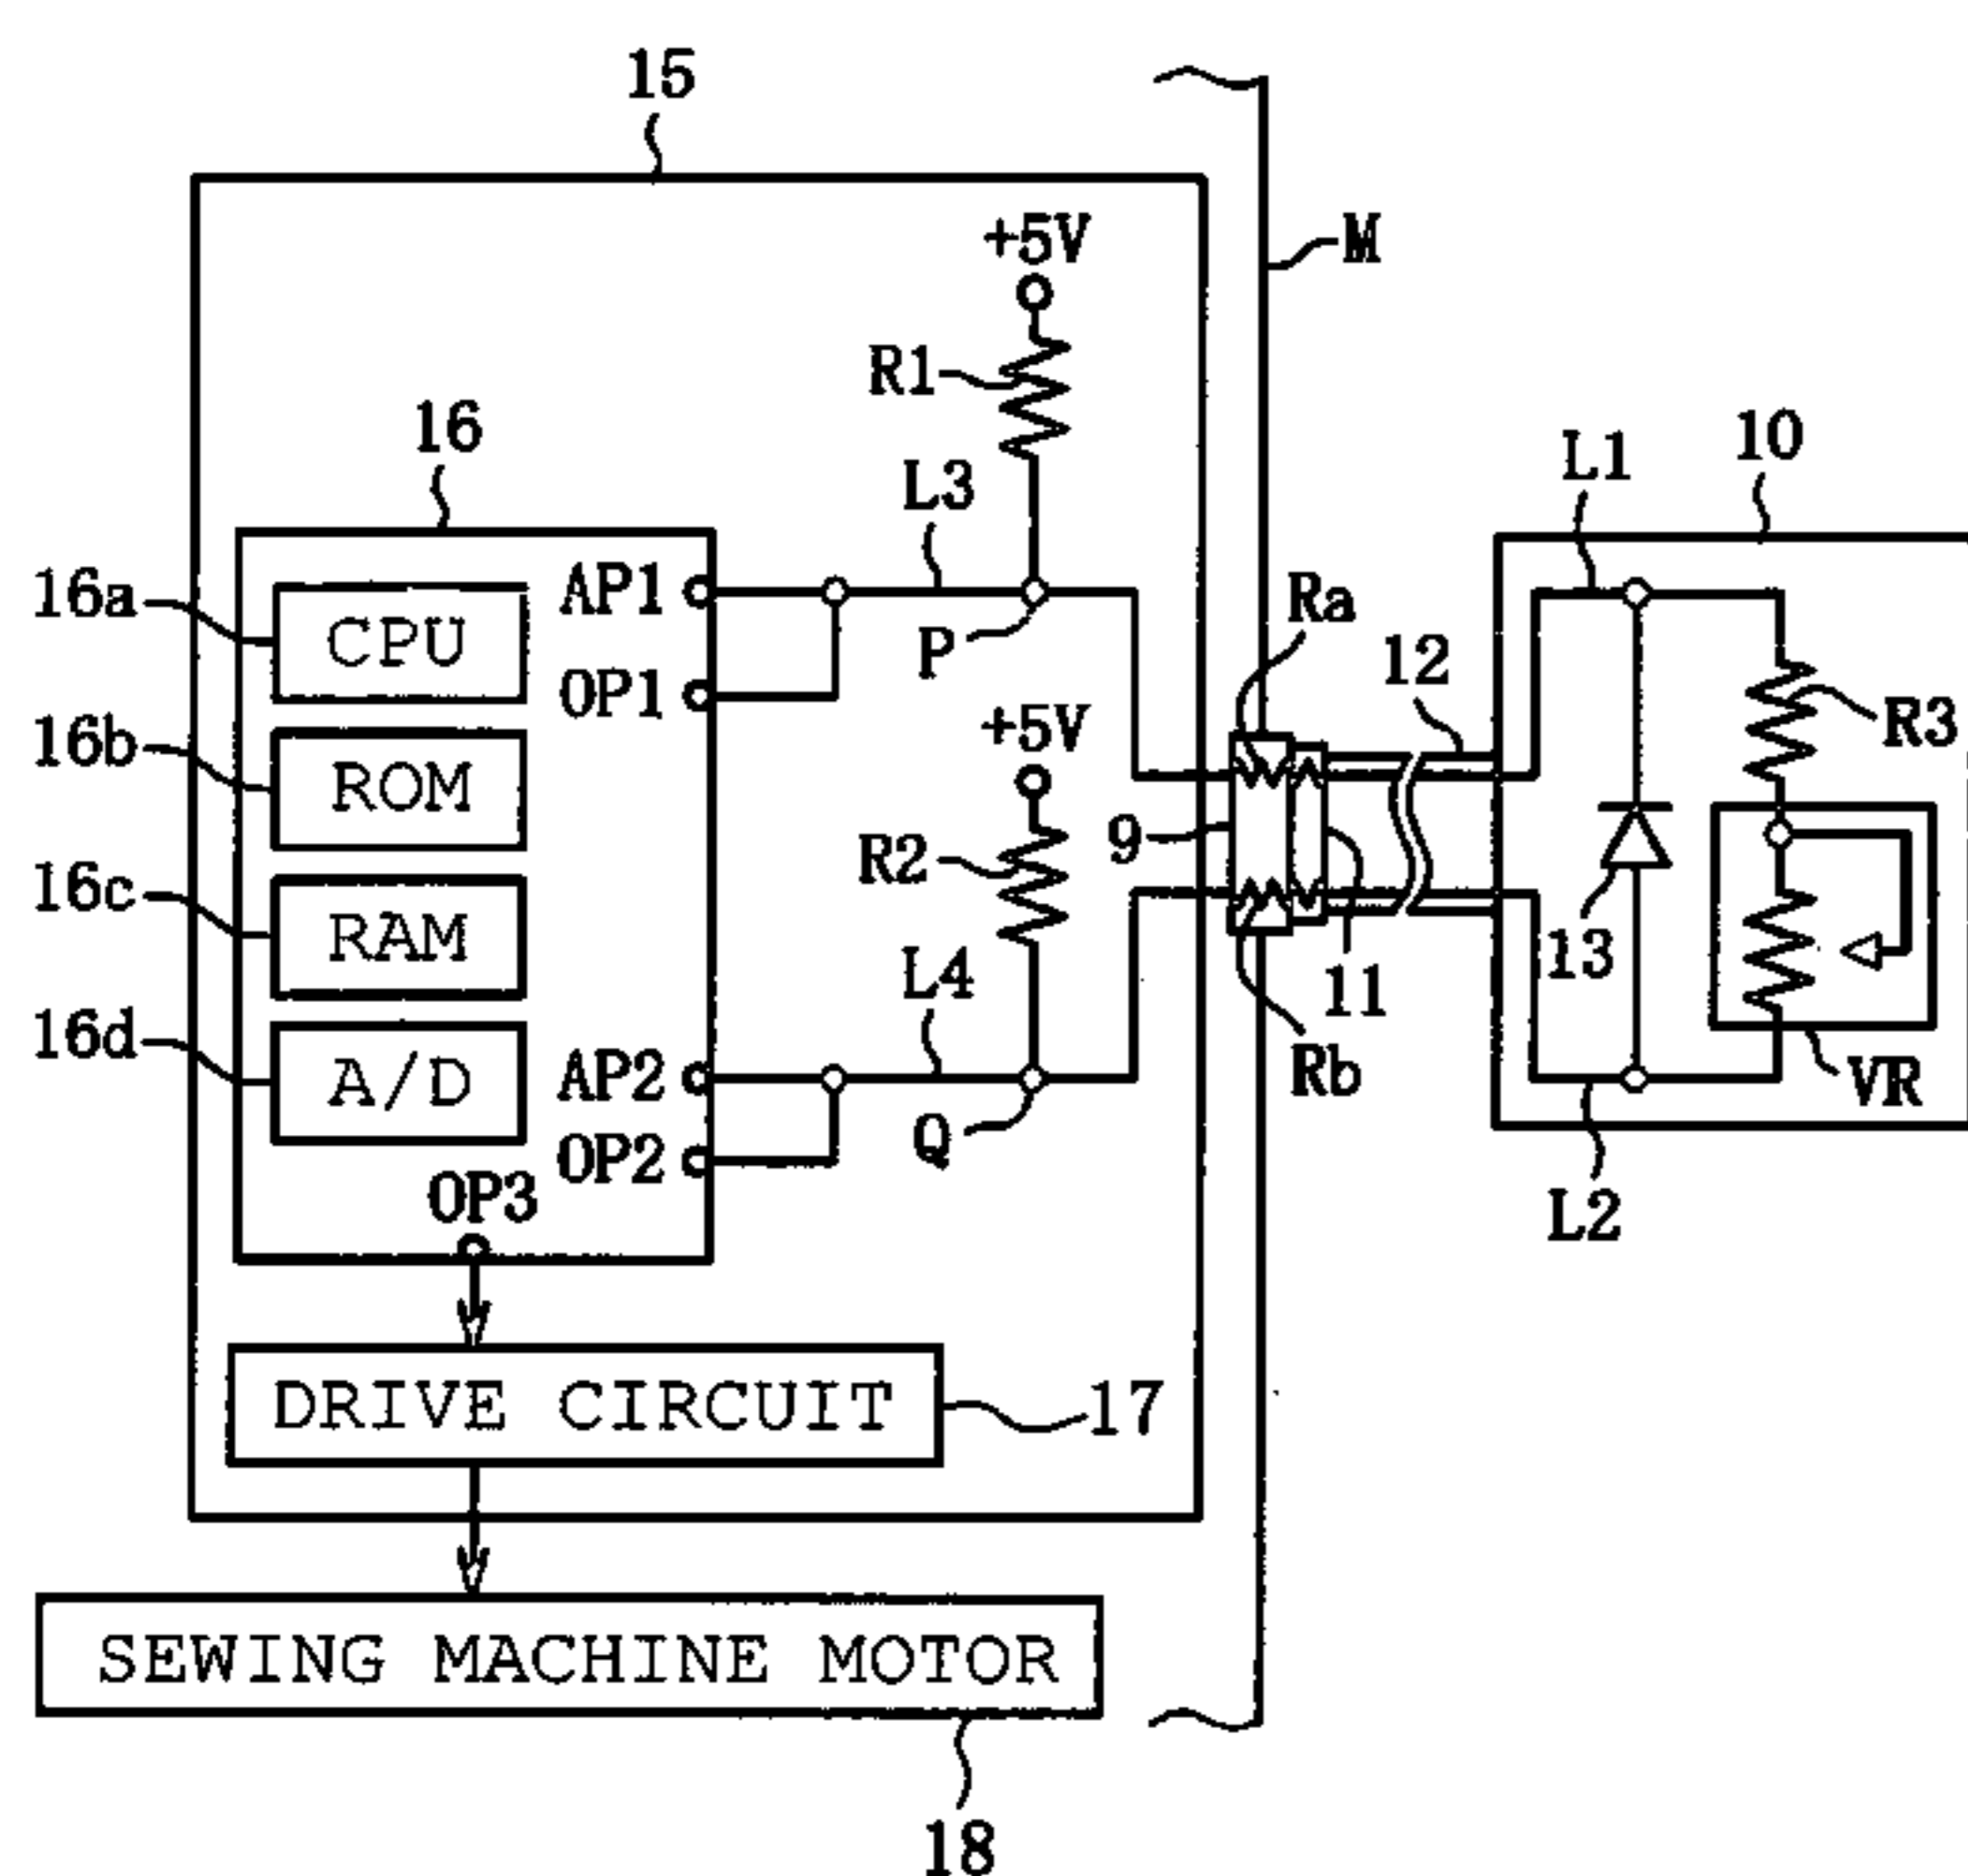 15
+5V
M
R1
16
L3
L1
10
16a
CPU
AP1
P
Ra
12
R3
OP1
16b
ROM
+5V
9
R2
16c
RAM
13
11
L4
16d
A/D
AP2
Rb
VR
Q
OP2
OP3
L2
DRIVE CIRCUIT
17
SEWING MACHINE MOTOR
18